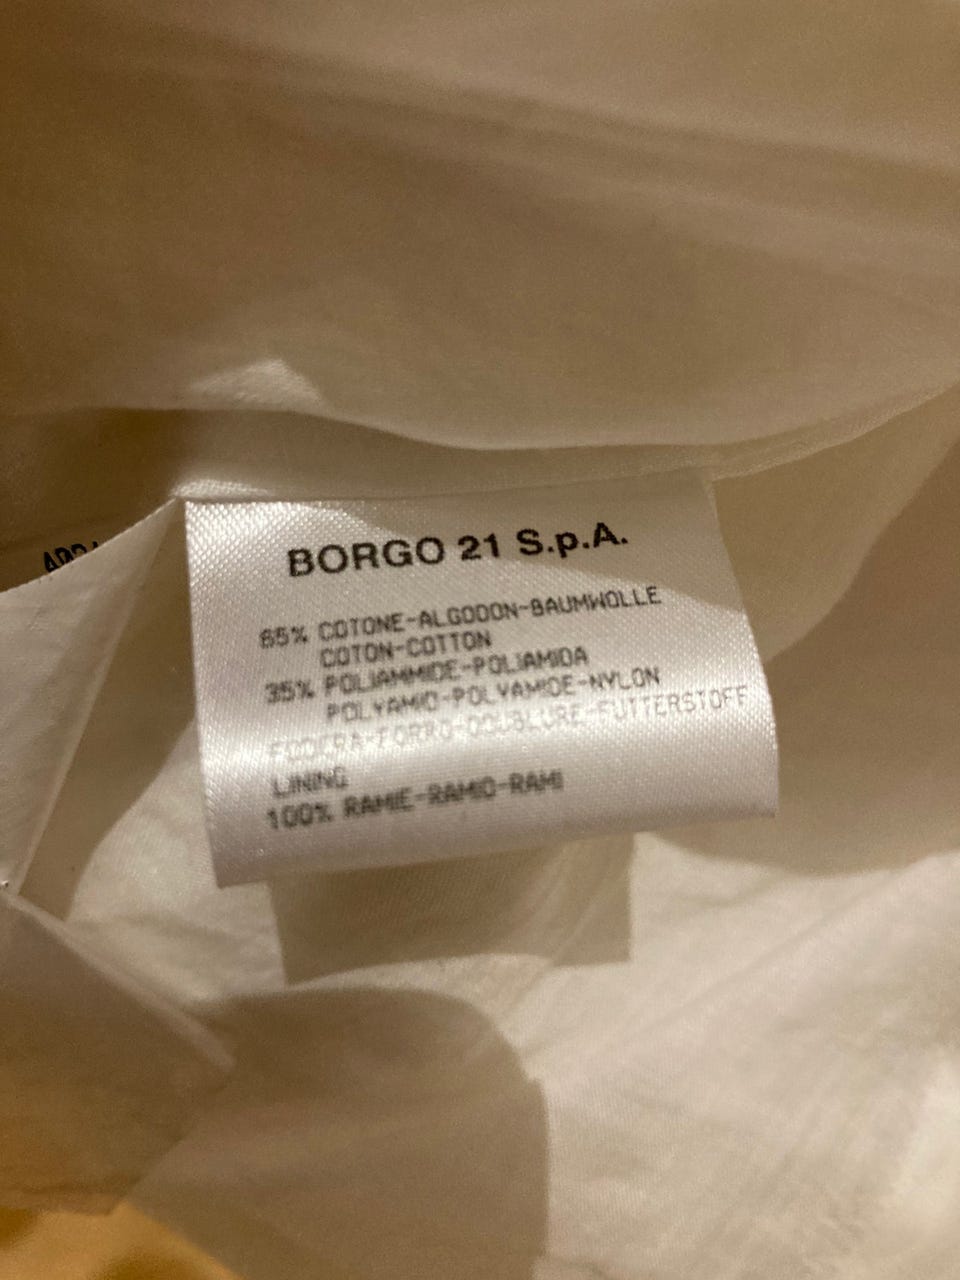 BORGO 21 S.p.A.
65% COTONE-ALGODON-BAUMWOLLE
COTON-COTTON
35% POLIAMMIDE-POLIAMIDA
POLYAMID-POLYAMIDE-NYLON
FODERA-FORRO-DOUBLURE-FUTTERSTOFF
LINING
100% RAMIE-RAMIO-RAMI